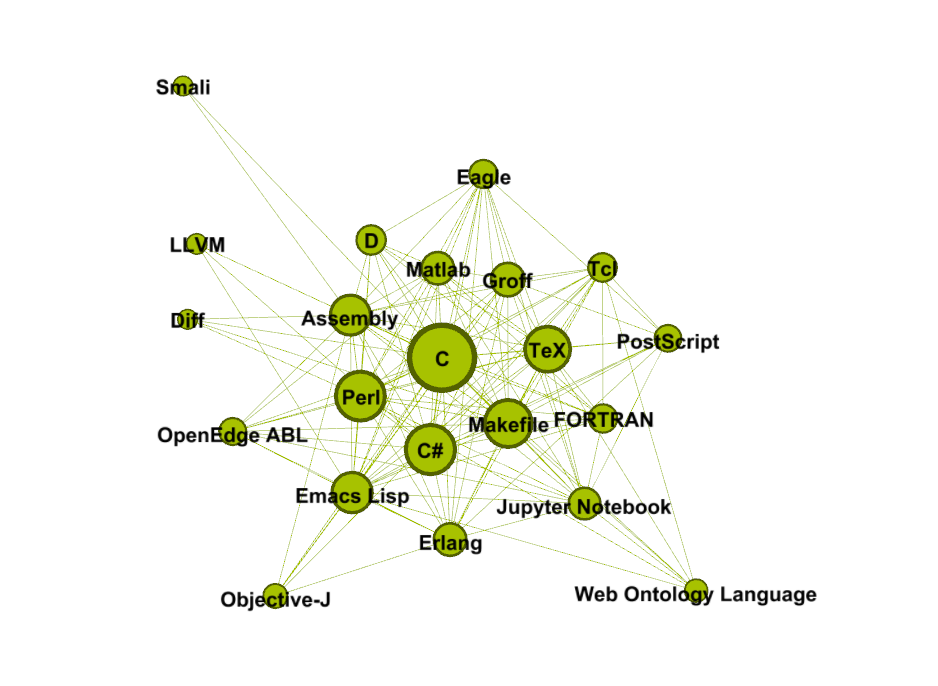 Smali
Eagle
D
LLVM
Matlab
Groff
Tcl
Diff
Assembly
C
TeX
PostScript
Perl
Makefile
FORTRAN
OpenEdge ABL
C#
Emacs Lisp
Jupyter Notebook
Erlang
Objective-J
Web Ontology Language